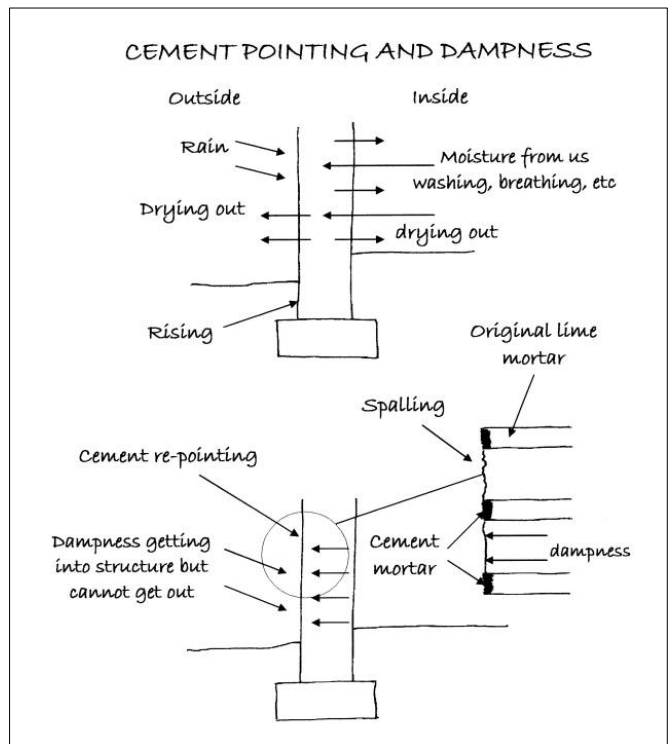 CEMENT POINTING AND DAMPNESS
Outside
Inside
Rain
Moisture from us
washing, breathing, etc
Drying out
drying out
Rising
Original lime
mortar
Spalling
Cement re-pointing
Dampness getting
into structure but
cannot get out
Cement
mortar
dampness